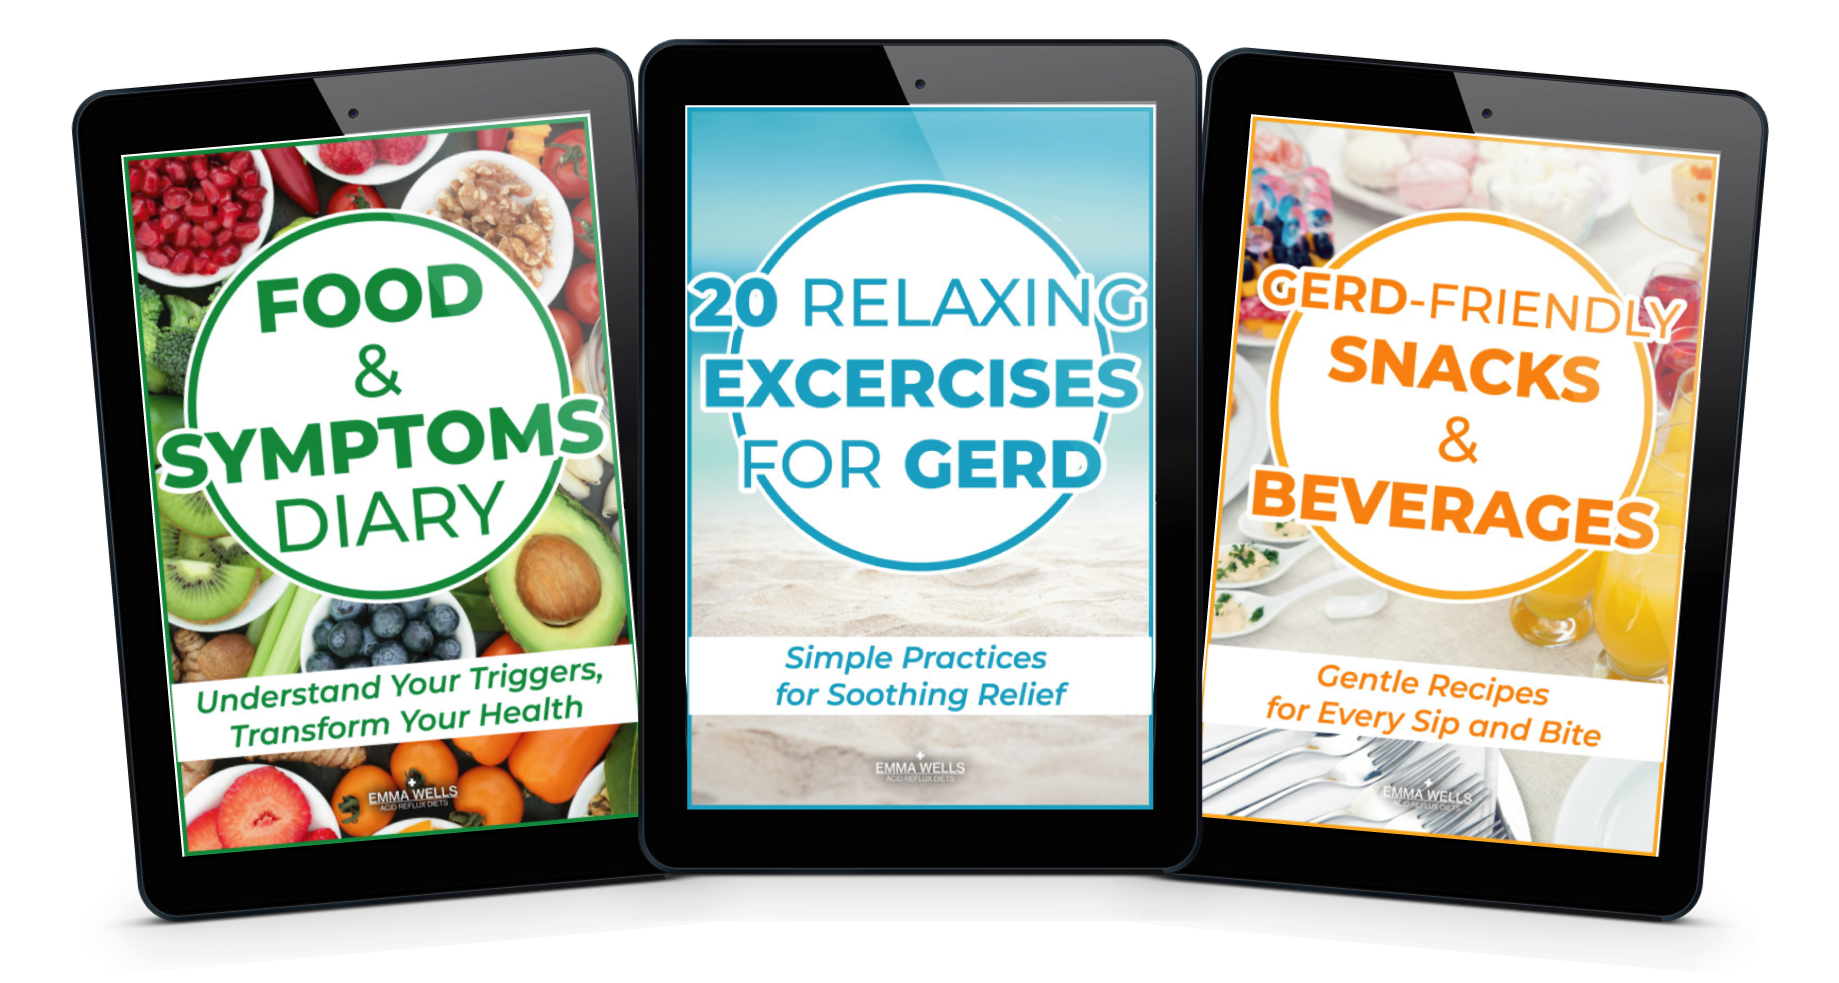 FOOD
&
SYMPTOMS
DIARY
Understand Your Triggers,
Transform Your Health
EMMA WELLS
ACID REFLUX DIETS
20 RELAXING
EXCERCISES
FOR GERD
Simple Practices
for Soothing Relief
EMMA WELLS
ACID REFLUX DIETS
GERD-FRIENDLY
SNACKS
&
BEVERAGES
Gentle Recipes
for Every Sip and Bite
EMMA WELLS
ACID REFLUX DIETS